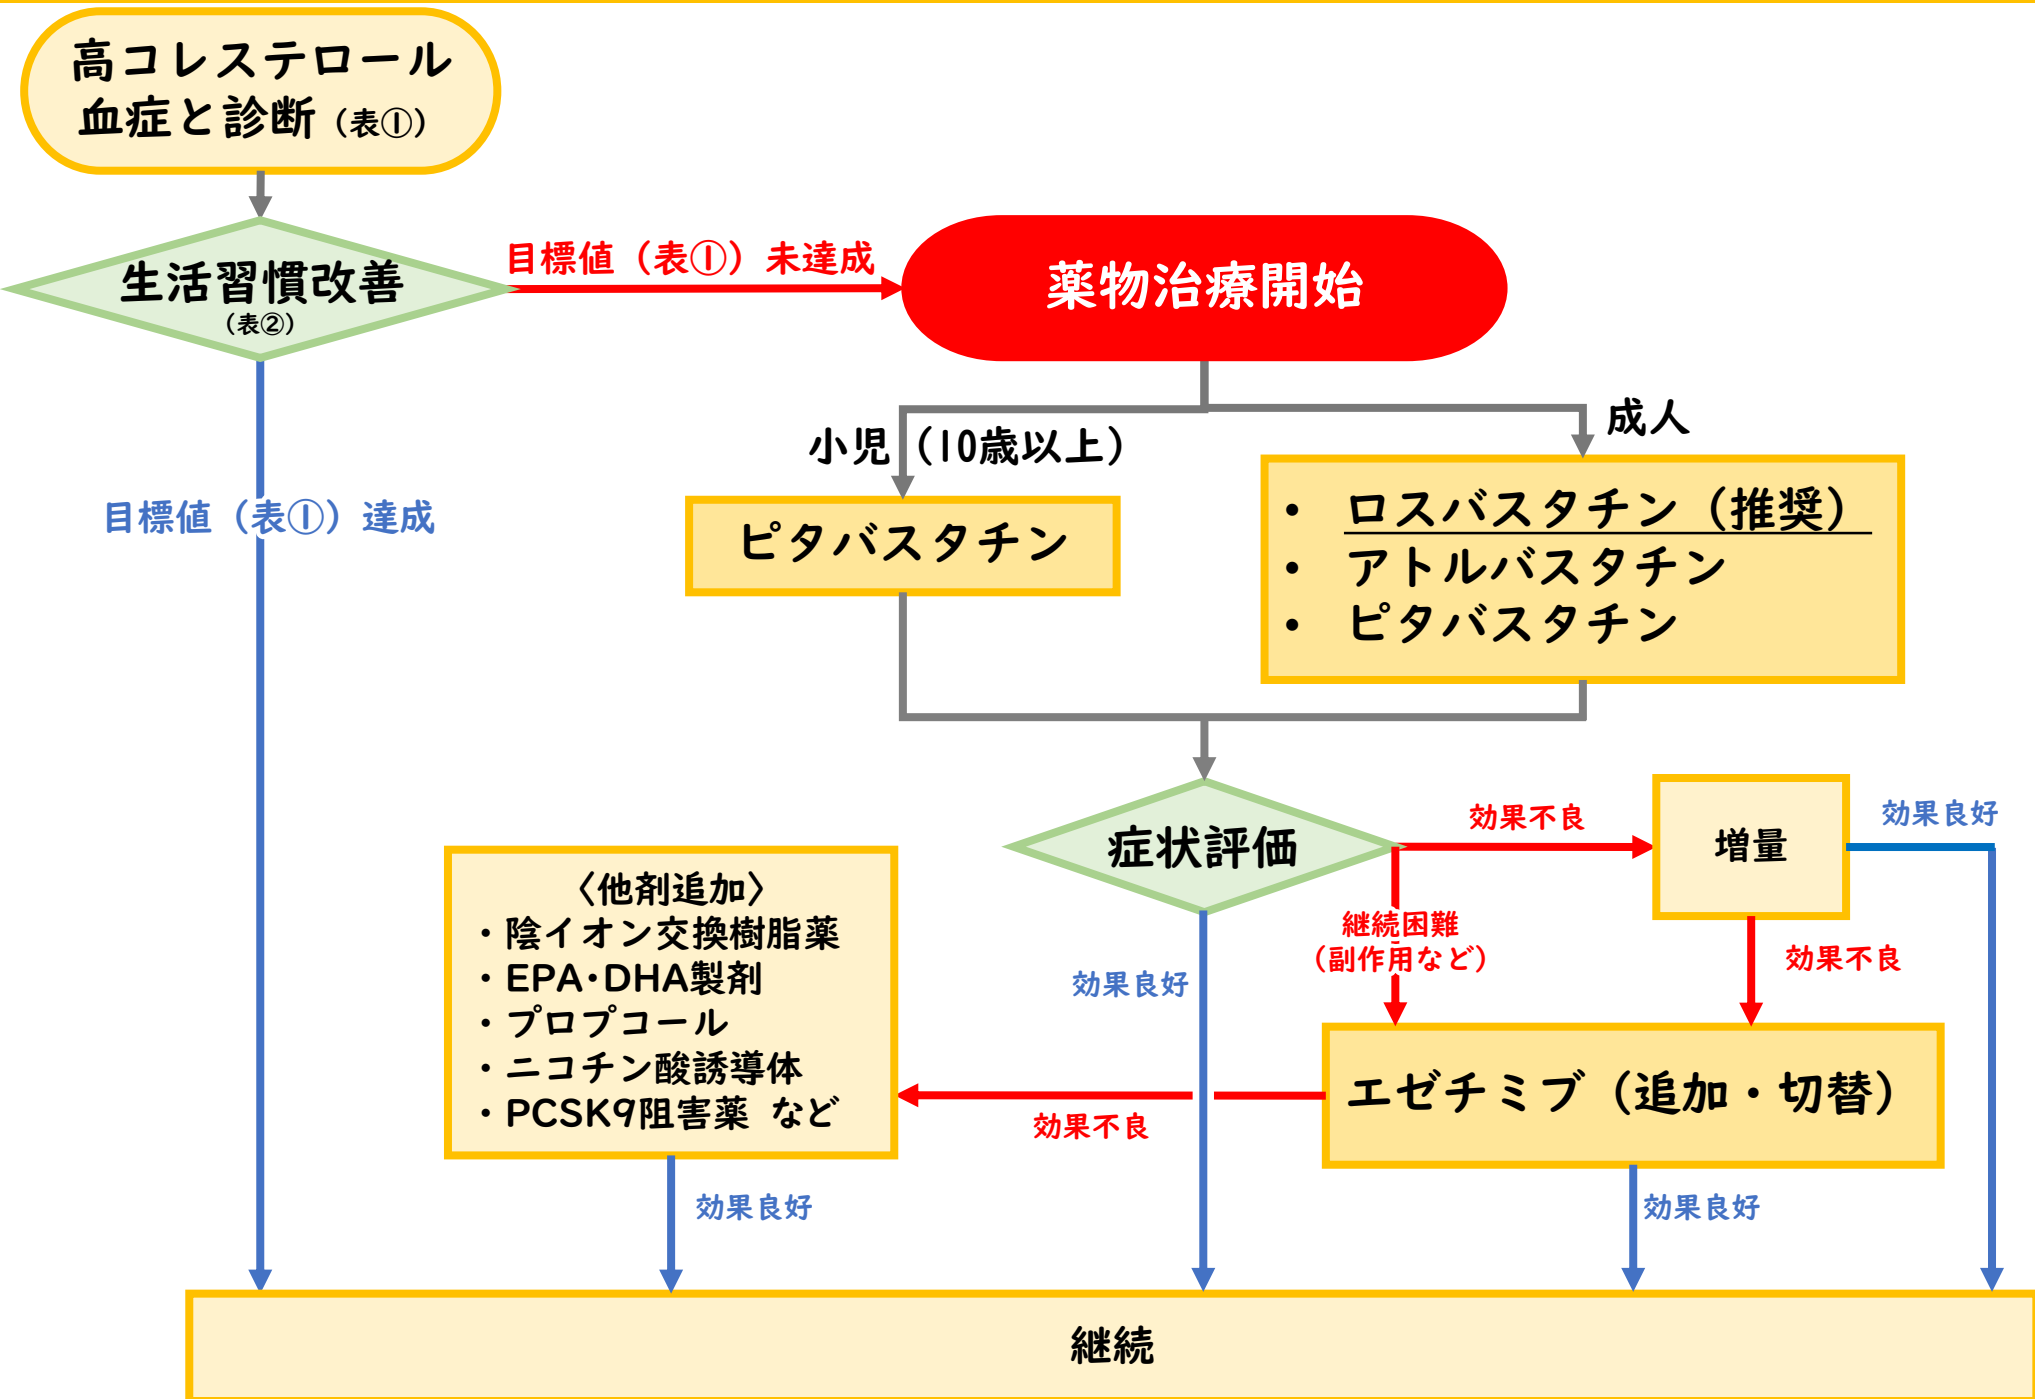 高コレステロール
血症と診断（表①）
生活習慣改善
（表②）
目標値（表①）未達成
薬物治療開始
小児（10歳以上）
成人
ピタバスタチン
• ロスバスタチン（推奨）
• アトルバスタチン
• ピタバスタチン
目標値（表①）達成
症状評価
効果不良
増量
効果良好
継続困難
（副作用など）
効果不良
効果良好
〈他剤追加〉
・陰イオン交換樹脂薬
・EPA・DHA製剤
・プロブコール
・ニコチン酸誘導体
・PCSK9阻害薬 など
エゼチミブ（追加・切替）
効果不良
効果良好
効果良好
継続